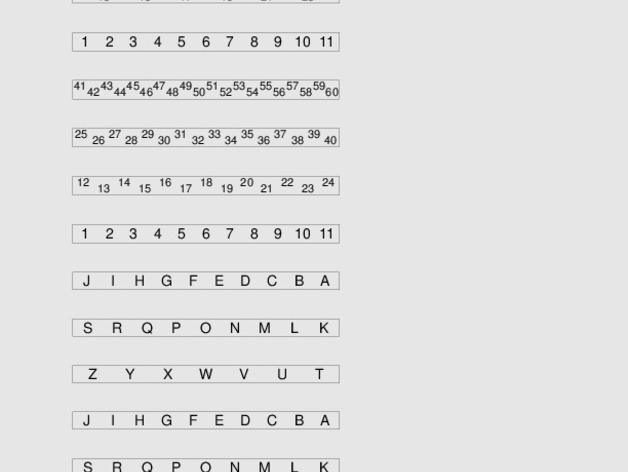 1 2 3 4 5 6 7 8 9 10 11
41 42 43 44 45 46 47 48 49 50 51 52 53 54 55 56 57 58 59 60
25 26 27 28 29 30 31 32 33 34 35 36 37 38 39 40
12 13 14 15 16 17 18 19 20 21 22 23 24
1 2 3 4 5 6 7 8 9 10 11
J I H G F E D C B A
S R Q P O N M L K
Z Y X W V U T
J I H G F E D C B A
S R Q P O N M L K